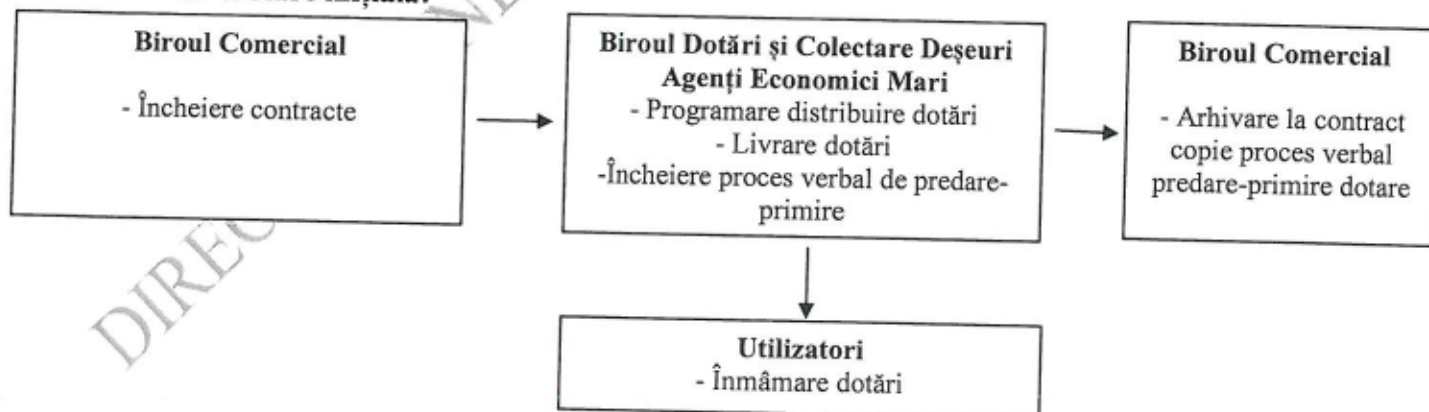 Biroul Comercial
- Încheiere contracte
Biroul Dotări și Colectare Deșeuri
Agenți Economici Mari
- Programare distribuire dotări
- Livrare dotări
-Încheiere proces verbal de predare-
primire
Biroul Comercial
- Arhivare la contract
copie proces verbal
predare-primire dotare
Utilizatori
- Înmâmare dotări